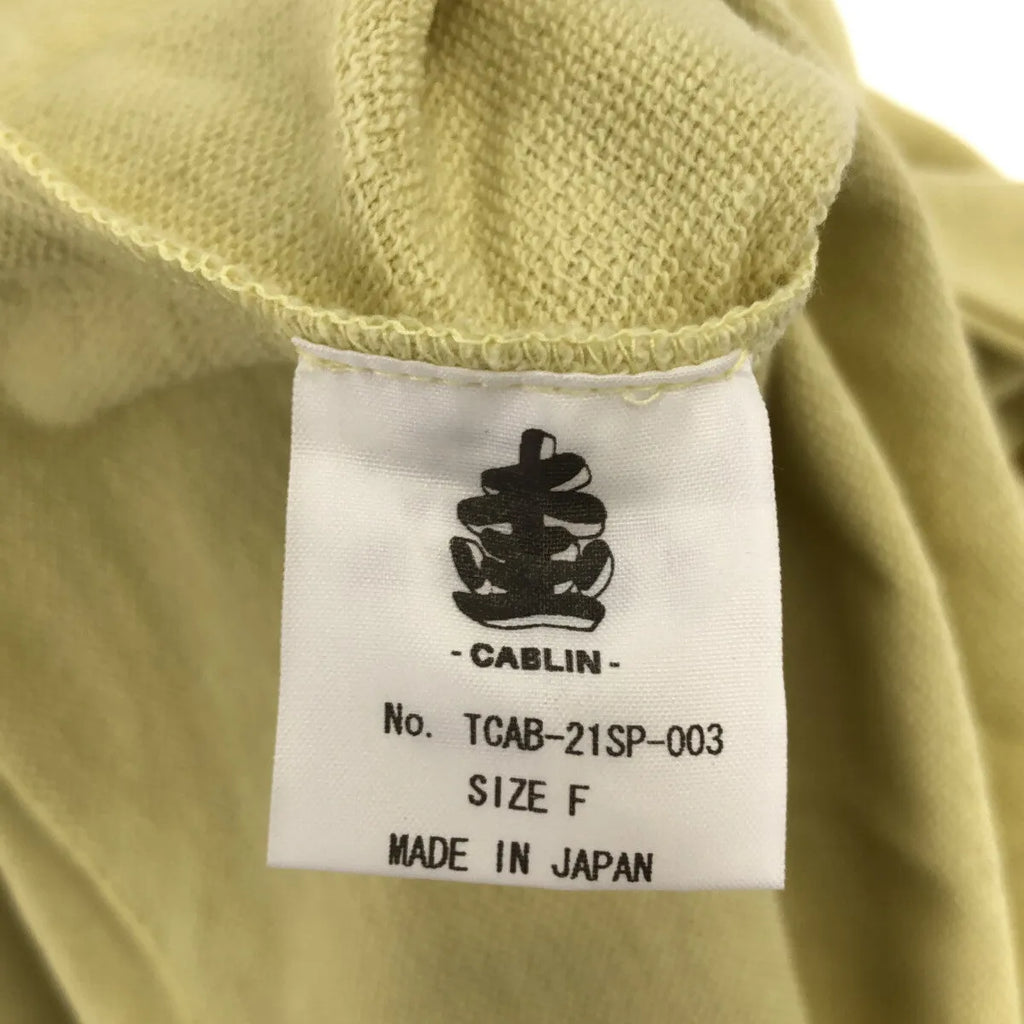 - CABLIN -
No. TCAB-21SP-003
SIZE F
MADE IN JAPAN